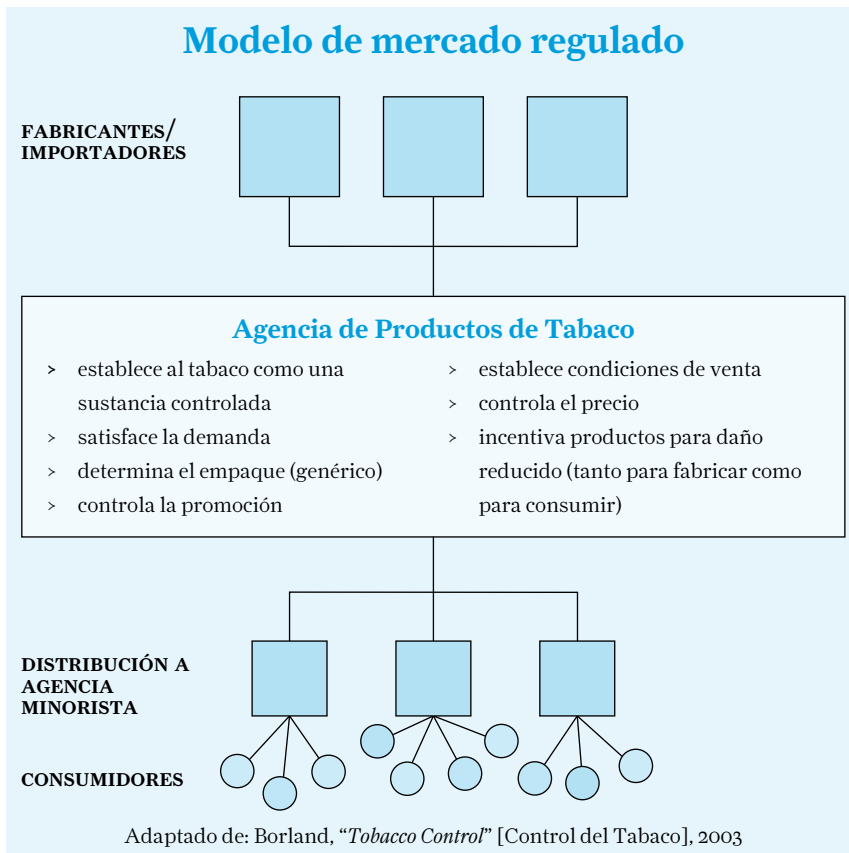 Modelo de mercado regulado
FABRICANTES/
IMPORTADORES
Agencia de Productos de Tabaco
> establece al tabaco como una
sustancia controlada
> satisface la demanda
> determina el empaque (genérico)
> controla la promoción
> establece condiciones de venta
> controla el precio
> incentiva productos para daño
reducido (tanto para fabricar como
para consumir)
DISTRIBUCIÓN A
AGENCIA
MINORISTA
CONSUMIDORES
Adaptado de: Borland, “Tobacco Control” [Control del Tabaco], 2003